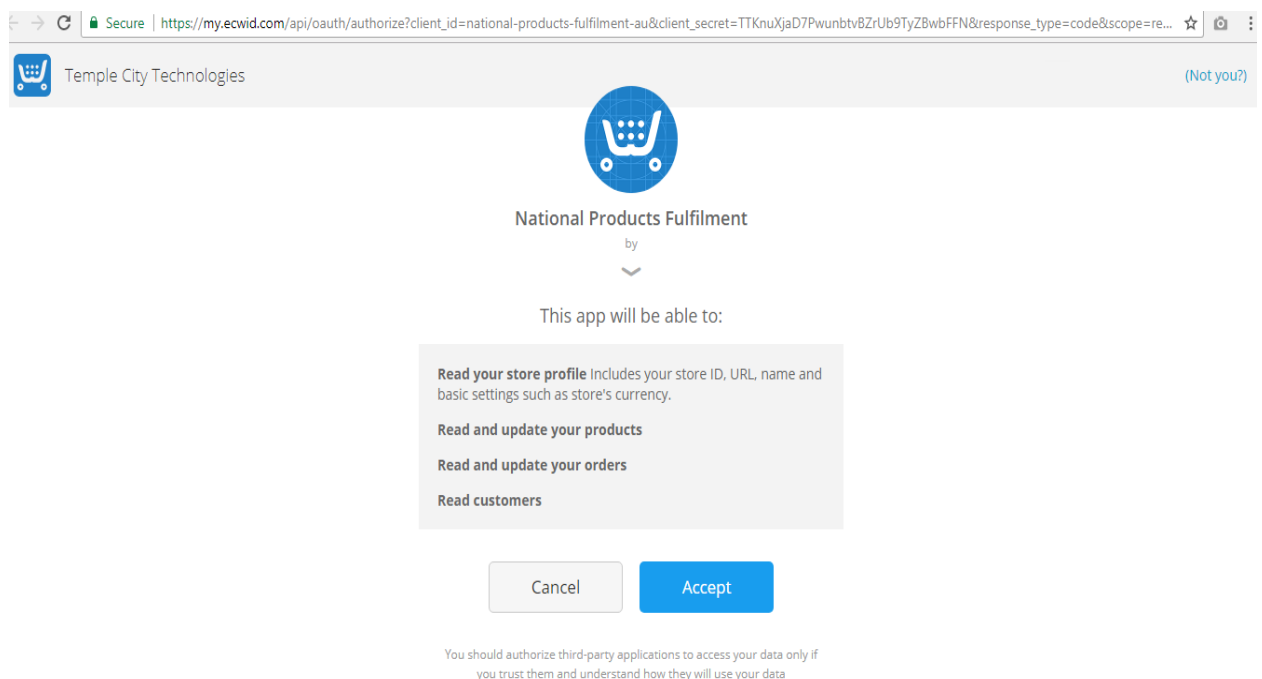 Secure | https://my.ecwid.com/api/oauth/authorize?client_id=national-products-fulfilment-au&client_secret=TTKnuXjaD7PwunbtvBZrUb9TyZBwbFFN&response_type=code&scope=re...
Temple City Technologies
(Not you?)
National Products Fulfilment
by
This app will be able to:
Read your store profile Includes your store ID, URL, name and
basic settings such as store's currency.
Read and update your products
Read and update your orders
Read customers
Cancel
Accept
You should authorize third-party applications to access your data only if
you trust them and understand how they will use your data